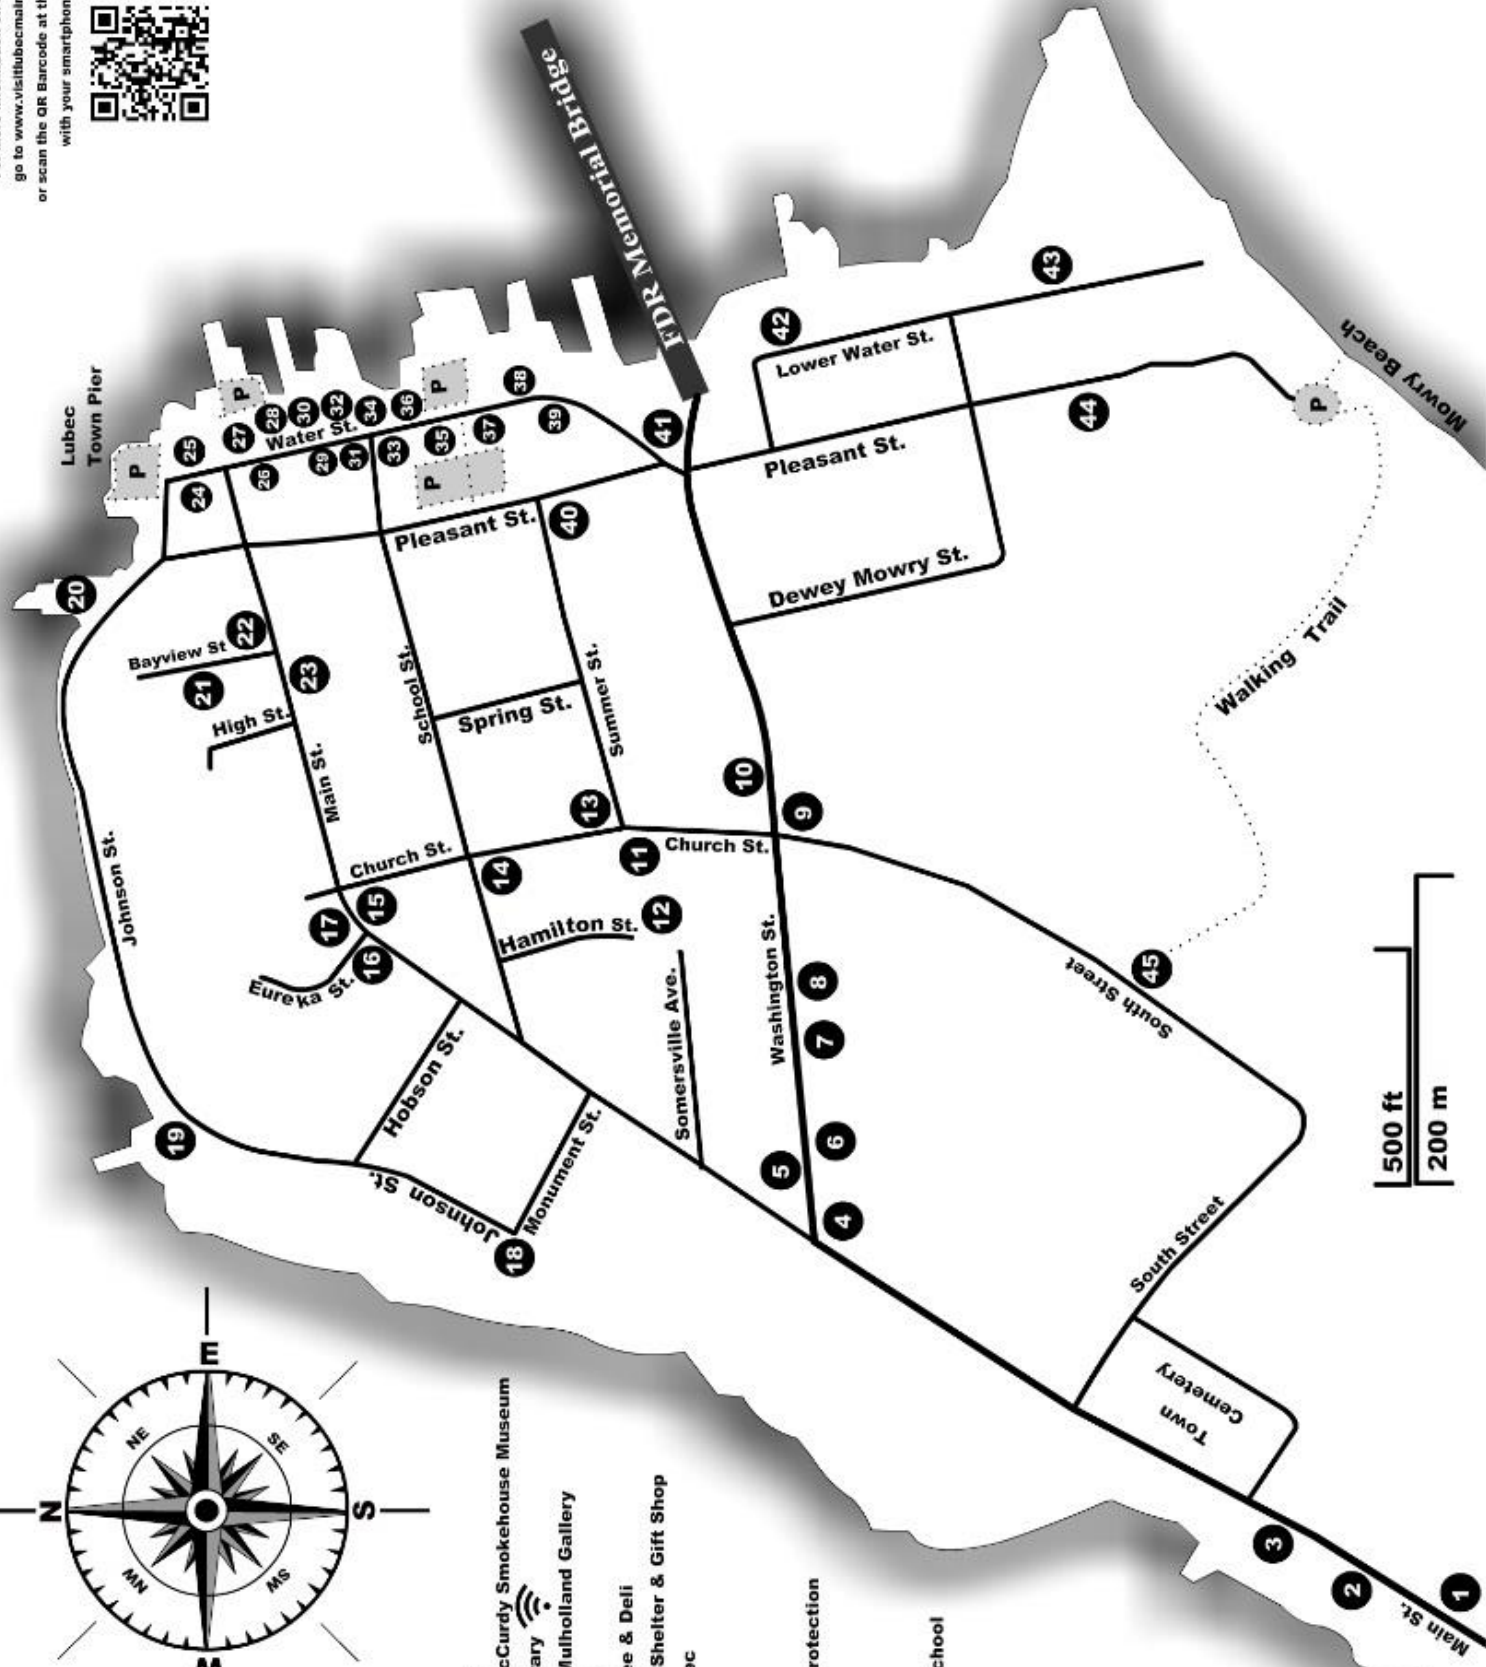 go to www.visitlubecmain
or scan the QR Barcode at th
with your smartphon
FDR Memorial Bridge
Lubec
Town Pier
P
P
P
P
P
Mowry Beach
Walking Trail
Water St.
Lower Water St.
Pleasant St.
Pleasant St.
Dewey Mowry St.
Bayview St
High St.
Main St.
School St.
Spring St.
Summer St.
Church St.
Church St.
Johnson St.
Eureka St.
Hamilton St.
Somersville Ave.
Washington St.
South Street
Hobson St.
Monument St.
Johnson St.
South Street
Town
Cemetery
Main St.
1
2
3
4
5
6
7
8
9
10
11
12
13
14
15
16
17
18
19
20
21
22
23
24
25
26
27
28
29
30
31
32
33
34
35
36
37
38
39
40
41
42
43
44
45
500 ft
200 m
N
NE
E
SE
S
SW
W
NW
cCurdy Smokehouse Museum
ary
Mulholland Gallery
ee & Deli
Shelter & Gift Shop
ec
rotection
chool